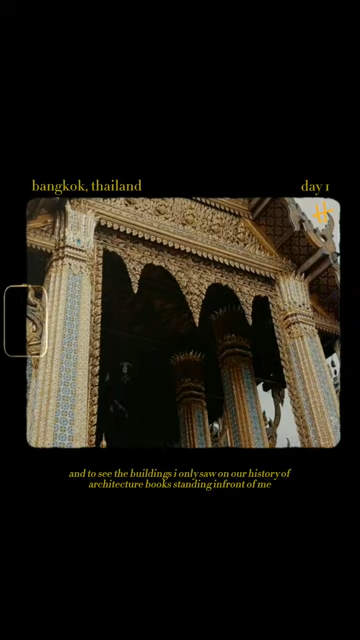 bangkok, thailand
day 1
and to see the buildings i only saw on our history of
architecture books standing infront of me